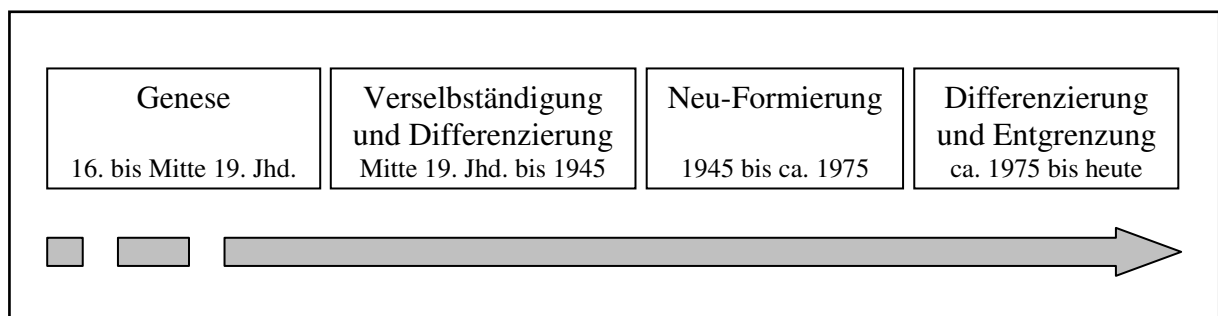 Genese
16. bis Mitte 19. Jhd.
Verselbständigung
und Differenzierung
Mitte 19. Jhd. bis 1945
Neu-Formierung
1945 bis ca. 1975
Differenzierung
und Entgrenzung
ca. 1975 bis heute